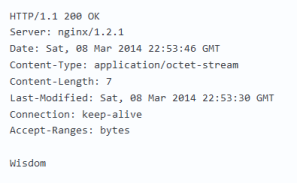 HTTP/1.1 200 OK
Server: nginx/1.2.1
Date: Sat, 08 Mar 2014 22:53:46 GMT
Content-Type: application/octet-stream
Content-Length: 7
Last-Modified: Sat, 08 Mar 2014 22:53:30 GMT
Connection: keep-alive
Accept-Ranges: bytes

Wisdom